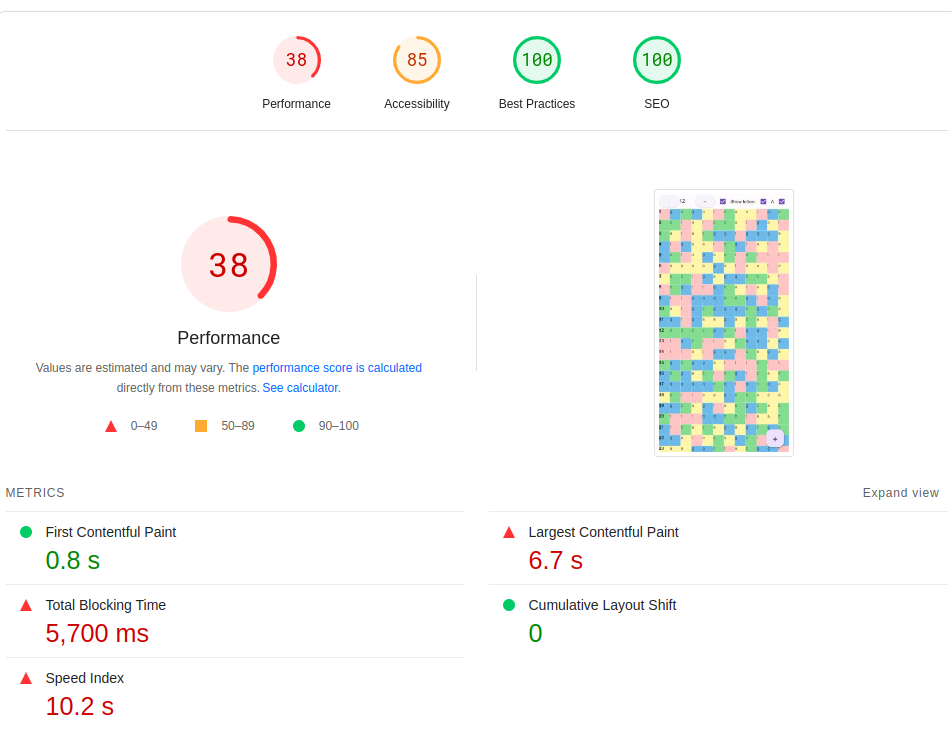 38
85
100
100
Performance
Accessibility
Best Practices
SEO
38
Performance
Values are estimated and may vary. The performance score is calculated
directly from these metrics. See calculator.
0–49
50–89
90–100
METRICS
Expand view
First Contentful Paint
0.8 s
Largest Contentful Paint
6.7 s
Total Blocking Time
5,700 ms
Cumulative Layout Shift
0
Speed Index
10.2 s